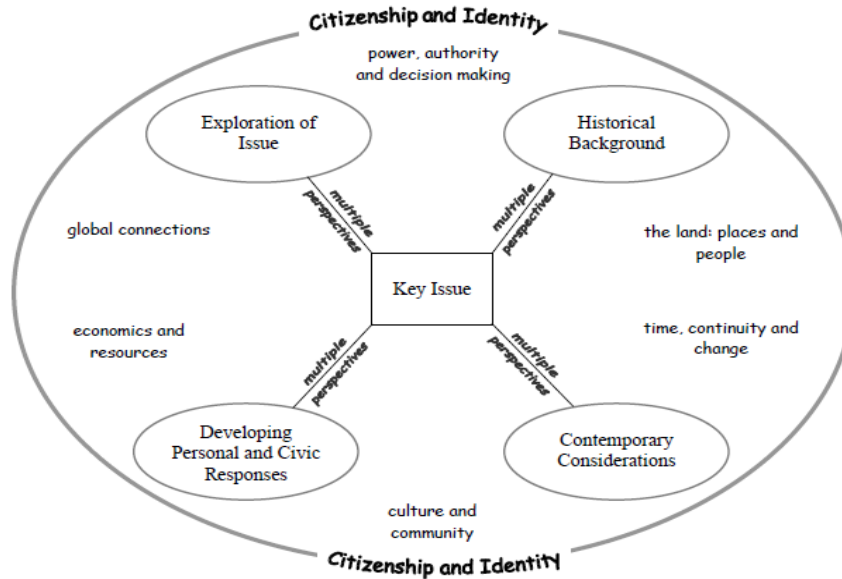 Citizenship and Identity
power, authority
and decision making
Exploration of
Issue
Historical
Background
multiple
perspectives
multiple
perspectives
global connections
the land: places and
people
Key Issue
economics and
resources
time, continuity and
change
multiple
perspectives
multiple
perspectives
Developing
Personal and Civic
Responses
Contemporary
Considerations
culture and
community
Citizenship and Identity